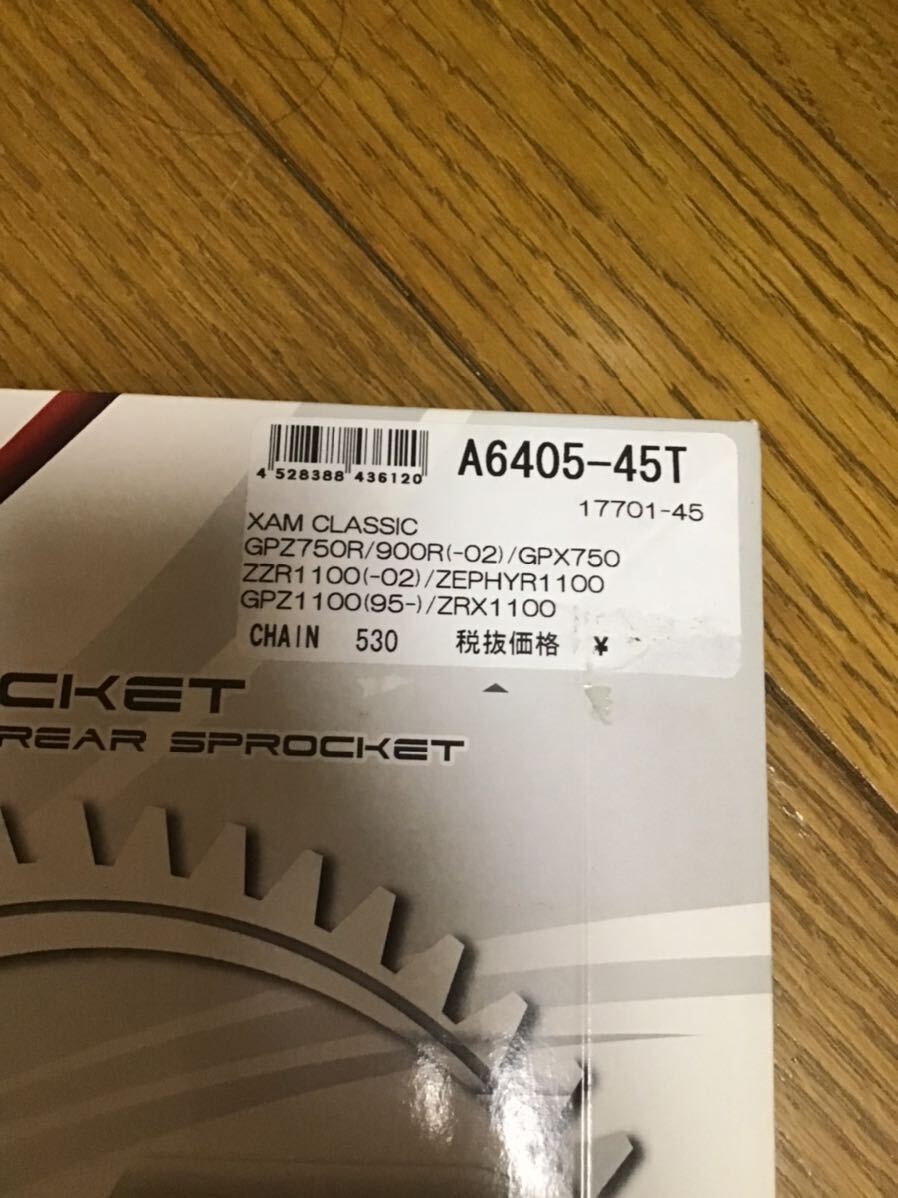 A6405-45T
4 528388 436120
17701-45
XAM CLASSIC
GPZ750R/900R(-02)/GPX750
ZZR1100(-02)/ZEPHYR1100
GPZ1100(95-)/ZRX1100
CHAIN 530 税抜価格 ¥
CKET
REAR SPROCKET